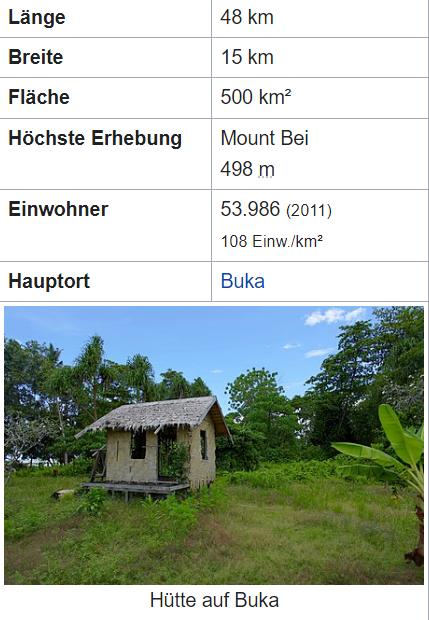 Länge 48 km
Breite 15 km
Fläche 500 km²
Höchste Erhebung Mount Bei
498 m
Einwohner 53.986 (2011)
108 Einw./km²
Hauptort Buka
Hütte auf Buka